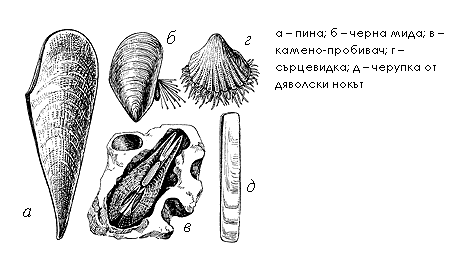 а – пина; б – черна мида; в –
камено-пробивач; г –
сърцевидка; д – черупка от
дяволски нокът
б
г
а
в
д